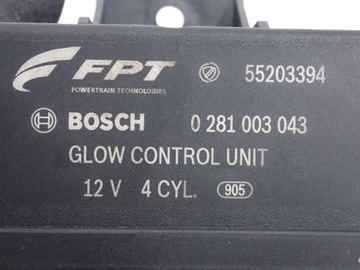 FPT
POWERTRAIN TECHNOLOGIES
55203394
BOSCH 0 281 003 043
GLOW CONTROL UNIT
12 V 4 CYL. 905